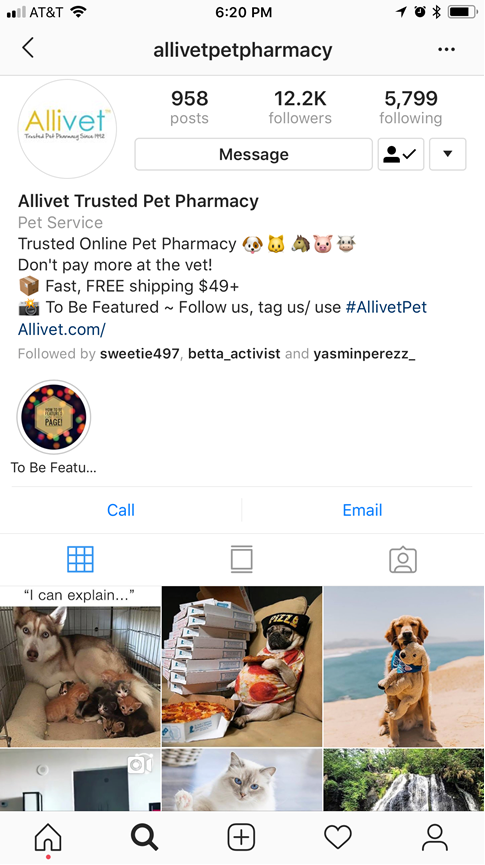 AT&T 6:20 PM
allivetpetpharmacy
Allivet
Trusted Pet Pharmacy Since 1992
958 12.2K 5,799
posts followers following
Message
Allivet Trusted Pet Pharmacy
Pet Service
Trusted Online Pet Pharmacy 🐶🐱🐴🐷🐮
Don't pay more at the vet!
📦 Fast, FREE shipping $49+
📸 To Be Featured ~ Follow us, tag us/ use #AllivetPet
Allivet.com/
Followed by sweetie497, betta_activist and yasminperezz_
HOW TO BE
FEATURED
PAGE!
To Be Featu...
Call Email
“I can explain...”
PIZZA